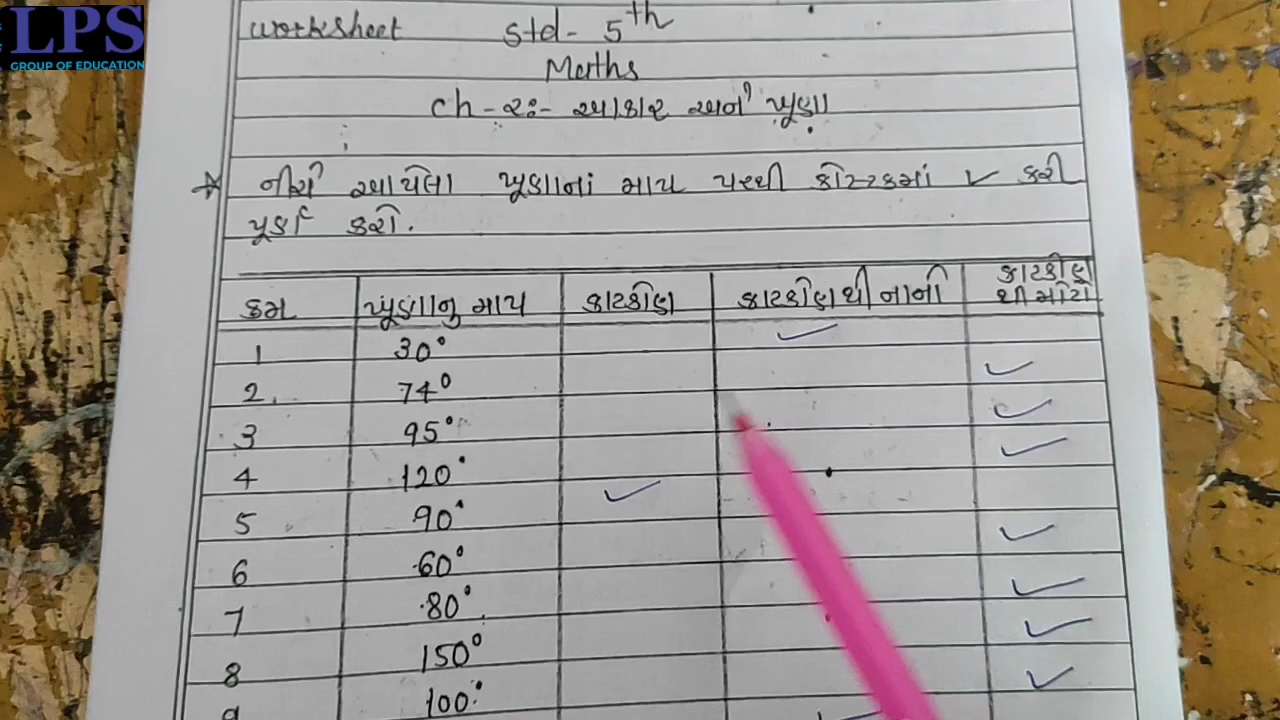 LPS
GROUP OF EDUCATION
worksheet std- 5th
Maths
ch-૨:- આકાર અને ખૂણા
નીચે આપેલા ખૂણાનાં માપ પરથી કોષ્ટકમાં ✓ કરી
પૂર્ણ કરો.
ક્રમ ખૂણાનુ માપ કાટકોણ કાટકોણથી નાનો કાટકોણ થી મોટો
1 30° ✓
2. 74° ✓
3 95° ✓
4 120° ✓
5 90° ✓
6 60° ✓
7 80° ✓
8 150° ✓
9 100° ✓